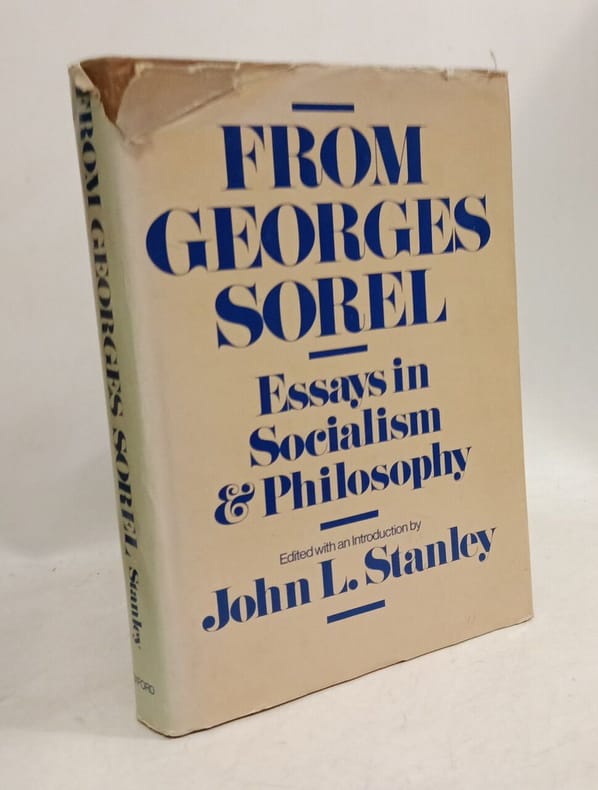 FROM
GEORGES
SOREL
Essays in
Socialism
& Philosophy
Edited with an Introduction by
John L. Stanley
FROM GEORGES SOREL Stanley